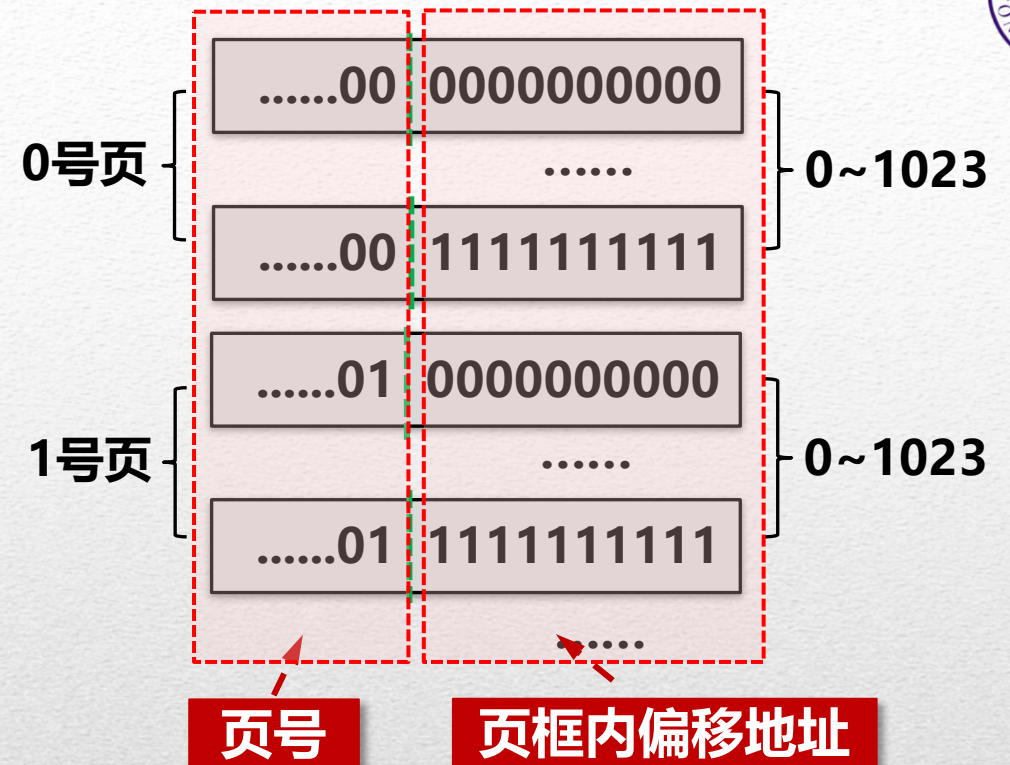 ......00 0000000000
0号页
......
0~1023
......00 1111111111
......01 0000000000
1号页
......
0~1023
......01 1111111111
......
页号
页框内偏移地址